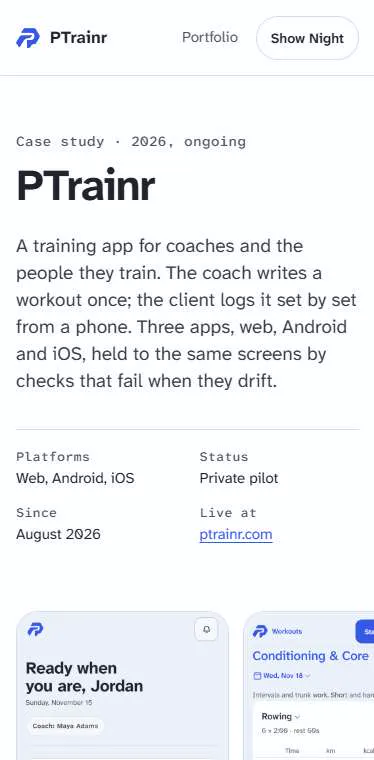 PTrainr
Portfolio
Show Night
Case study · 2026, ongoing
PTrainr
A training app for coaches and the
people they train. The coach writes a
workout once; the client logs it set by set
from a phone. Three apps, web, Android
and iOS, held to the same screens by
checks that fail when they drift.
Platforms
Web, Android, iOS
Status
Private pilot
Since
August 2026
Live at
ptrainr.com
Ready when
you are, Jordan
Sunday, November 15
Coach: Maya Adams
Workouts
Conditioning & Core
Wed, Nov 18
Intervals and trunk work. Short and
Rowing
6 x 2:00 · rest 60s
Time km